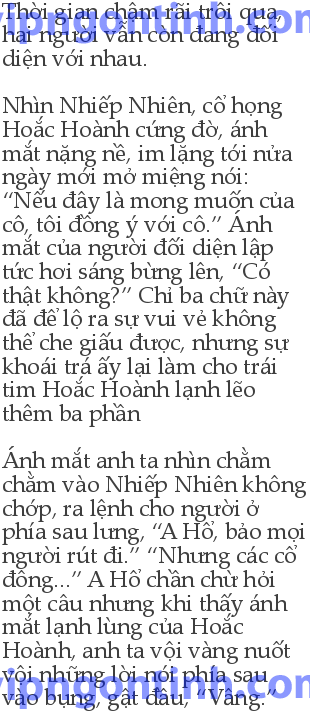 Thời gian chậm rãi trôi qua,
hai người vẫn còn đang đối
diện với nhau.
Nhìn Nhiếp Nhiên, cổ họng
Hoắc Hoành cứng đờ, ánh
mắt nặng nề, im lặng tới nửa
ngày mới mở miệng nói:
“Nếu đây là mong muốn của
cô, tôi đồng ý với cô.” Ánh
mắt của người đối diện lập
tức hơi sáng bừng lên, “Có
thật không?” Chỉ ba chữ này
đã để lộ ra sự vui vẻ không
thể che giấu được, nhưng sự
khoái trá ấy lại làm cho trái
tim Hoắc Hoành lạnh lẽo
thêm ba phần
Ánh mắt anh ta nhìn chằm
chằm vào Nhiếp Nhiên không
chớp, ra lệnh cho người ở
phía sau lưng, “A Hổ, bảo mọi
người rút đi.” “Nhưng các cổ
đông...” A Hổ chần chừ hỏi
một câu nhưng khi thấy ánh
mắt lạnh lùng của Hoắc
Hoành, anh ta vội vàng nuốt
vội những lời nói phía sau
vào bụng, gật đầu, “Vâng.”
vipngontinh.com
vipngontinh.com